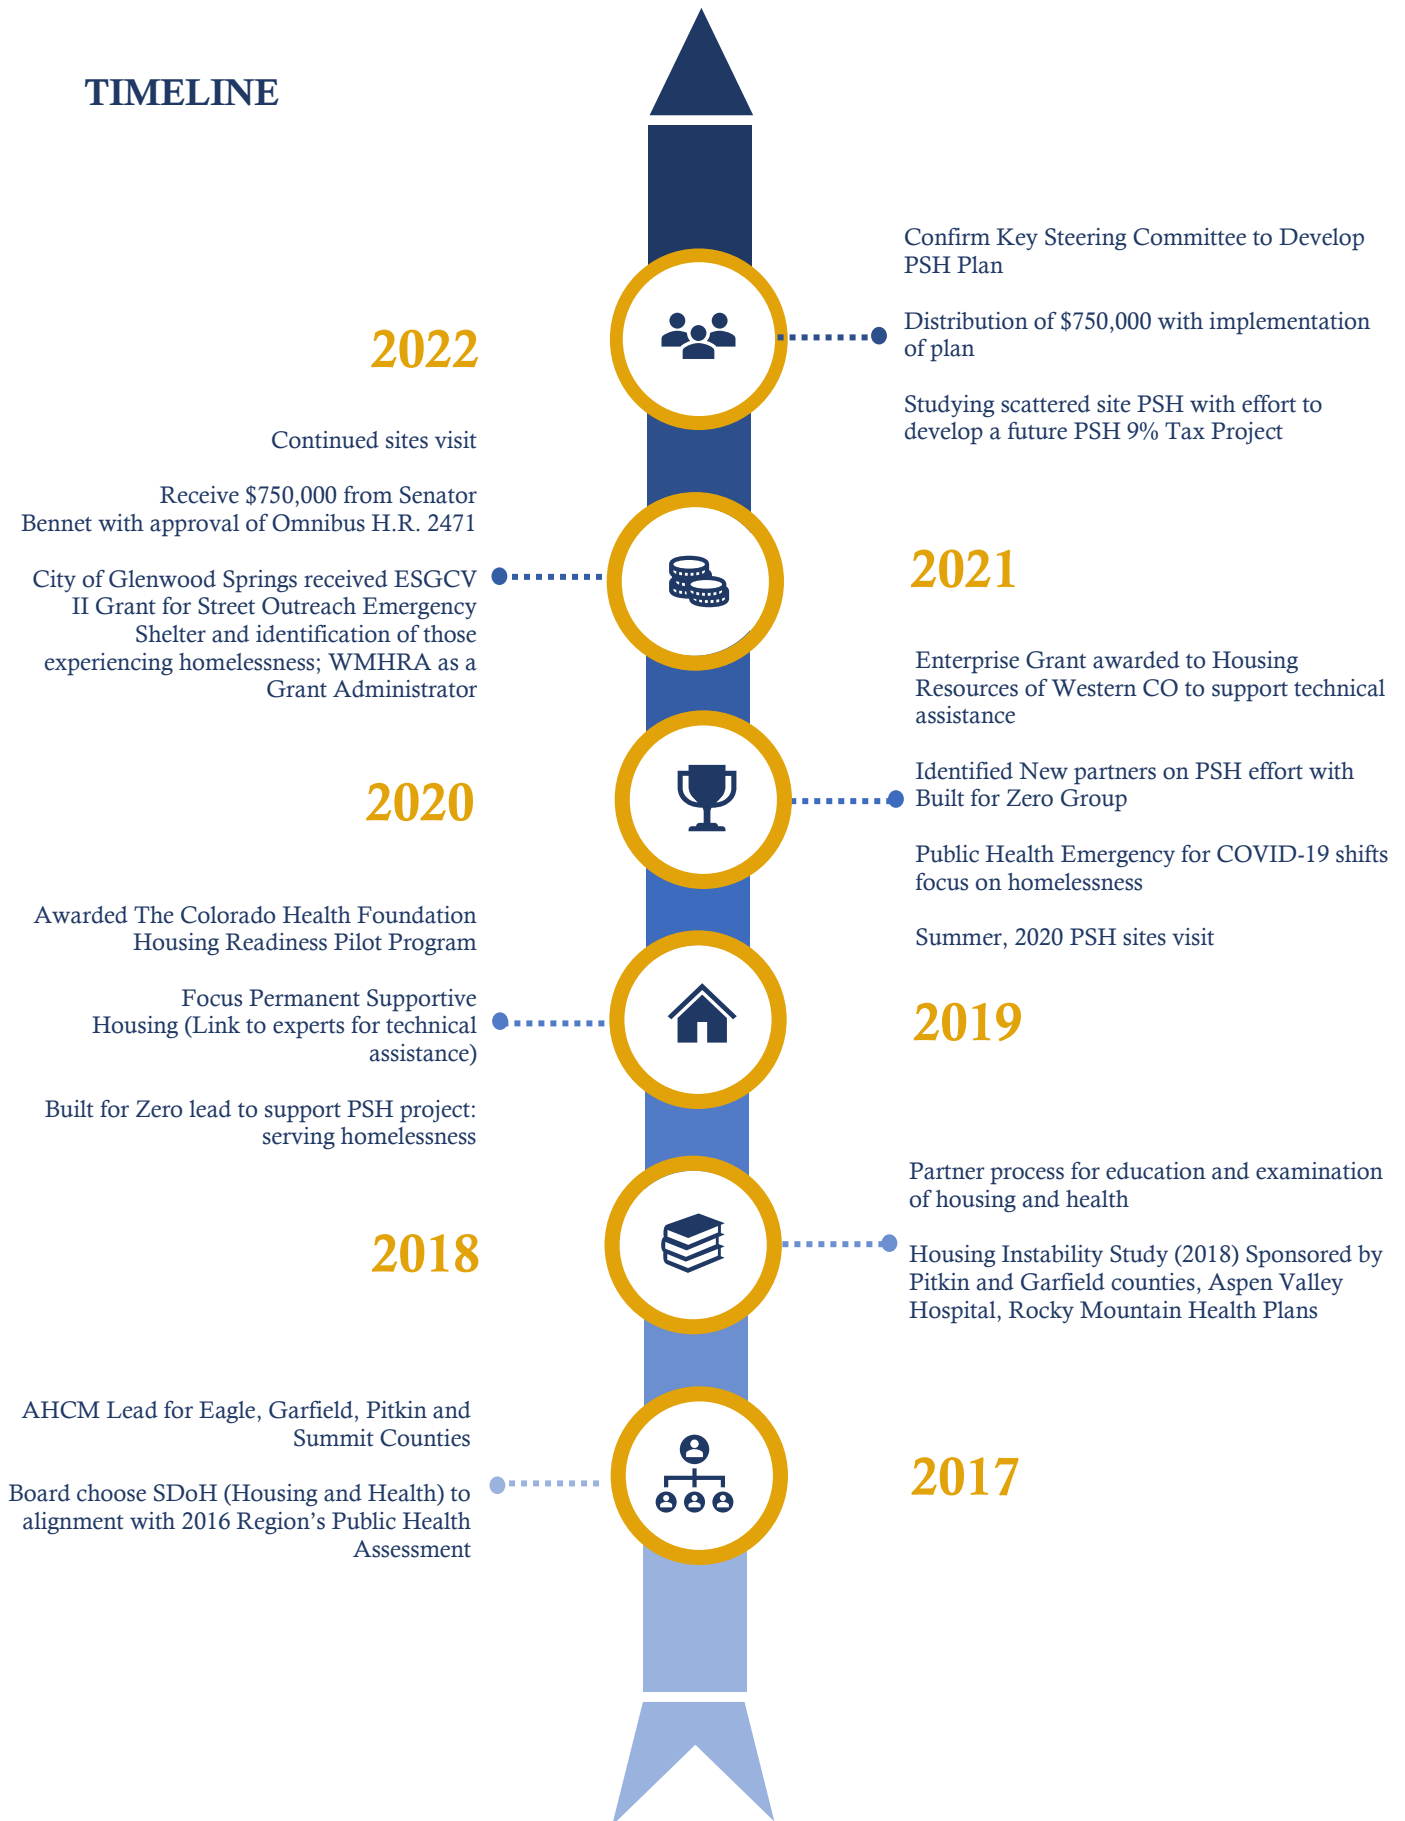 TIMELINE
Confirm Key Steering Committee to Develop
PSH Plan
Distribution of $750,000 with implementation
of plan
Studying scattered site PSH with effort to
develop a future PSH 9% Tax Project
2022
Continued sites visit
Receive $750,000 from Senator
Bennet with approval of Omnibus H.R. 2471
City of Glenwood Springs received ESGCV
II Grant for Street Outreach Emergency
Shelter and identification of those
experiencing homelessness; WMHRA as a
Grant Administrator
2021
Enterprise Grant awarded to Housing
Resources of Western CO to support technical
assistance
Identified New partners on PSH effort with
Built for Zero Group
Public Health Emergency for COVID-19 shifts
focus on homelessness
Summer, 2020 PSH sites visit
2020
Awarded The Colorado Health Foundation
Housing Readiness Pilot Program
Focus Permanent Supportive
Housing (Link to experts for technical
assistance)
Built for Zero lead to support PSH project:
serving homelessness
2019
Partner process for education and examination
of housing and health
Housing Instability Study (2018) Sponsored by
Pitkin and Garfield counties, Aspen Valley
Hospital, Rocky Mountain Health Plans
2018
AHCM Lead for Eagle, Garfield, Pitkin and
Summit Counties
Board choose SDoH (Housing and Health) to
alignment with 2016 Region's Public Health
Assessment
2017